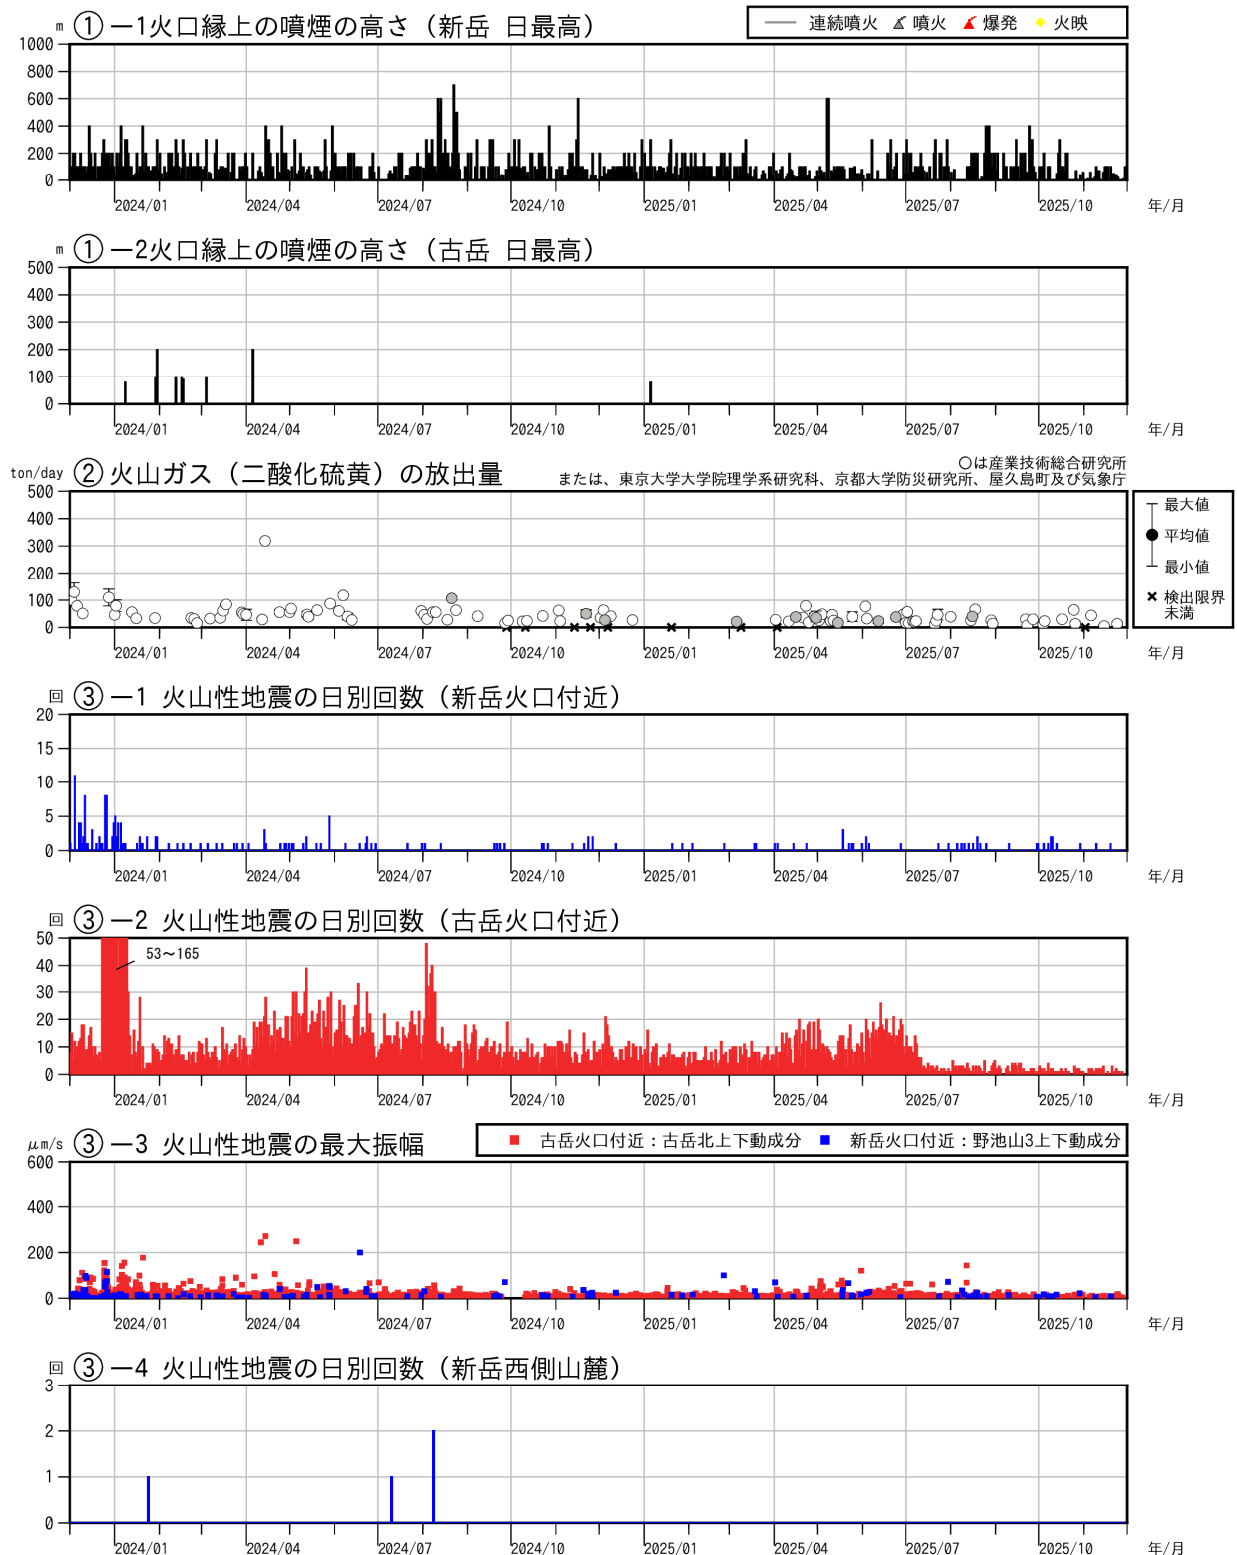 m ①−1火口縁上の噴煙の高さ（新岳 日最高）
連続噴火 噴火 爆発 火映
1000
800
600
400
200
0
2024/01 2024/04 2024/07 2024/10 2025/01 2025/04 2025/07 2025/10 年/月
m ①−2火口縁上の噴煙の高さ（古岳 日最高）
500
400
300
200
100
0
2024/01 2024/04 2024/07 2024/10 2025/01 2025/04 2025/07 2025/10 年/月
ton/day ②火山ガス（二酸化硫黄）の放出量
○は産業技術総合研究所
または、東京大学大学院理学系研究科、京都大学防災研究所、屋久島町及び気象庁
500
400
300
200
100
0
最大値
平均値
最小値
検出限界
未満
2024/01 2024/04 2024/07 2024/10 2025/01 2025/04 2025/07 2025/10 年/月
回 ③−1 火山性地震の日別回数（新岳火口付近）
20
15
10
5
0
2024/01 2024/04 2024/07 2024/10 2025/01 2025/04 2025/07 2025/10 年/月
回 ③−2 火山性地震の日別回数（古岳火口付近）
50
40
30
20
10
0
53〜165
2024/01 2024/04 2024/07 2024/10 2025/01 2025/04 2025/07 2025/10 年/月
μm/s ③−3 火山性地震の最大振幅
古岳火口付近：古岳北上下動成分 新岳火口付近：野池山3上下動成分
600
400
200
0
2024/01 2024/04 2024/07 2024/10 2025/01 2025/04 2025/07 2025/10 年/月
回 ③−4 火山性地震の日別回数（新岳西側山麓）
3
2
1
0
2024/01 2024/04 2024/07 2024/10 2025/01 2025/04 2025/07 2025/10 年/月